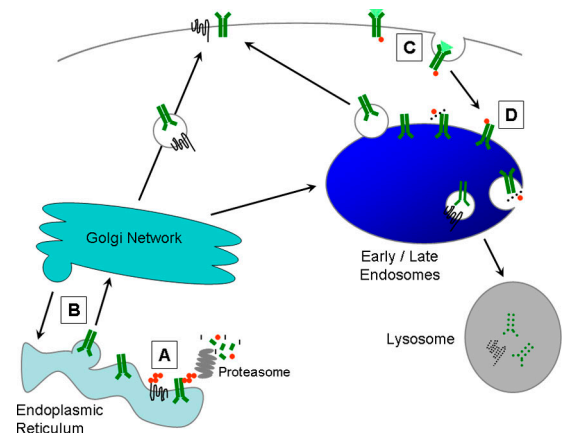 C
D
Golgi Network
Early / Late
Endosomes
B
A
Lysosome
Proteasome
Endoplasmic
Reticulum